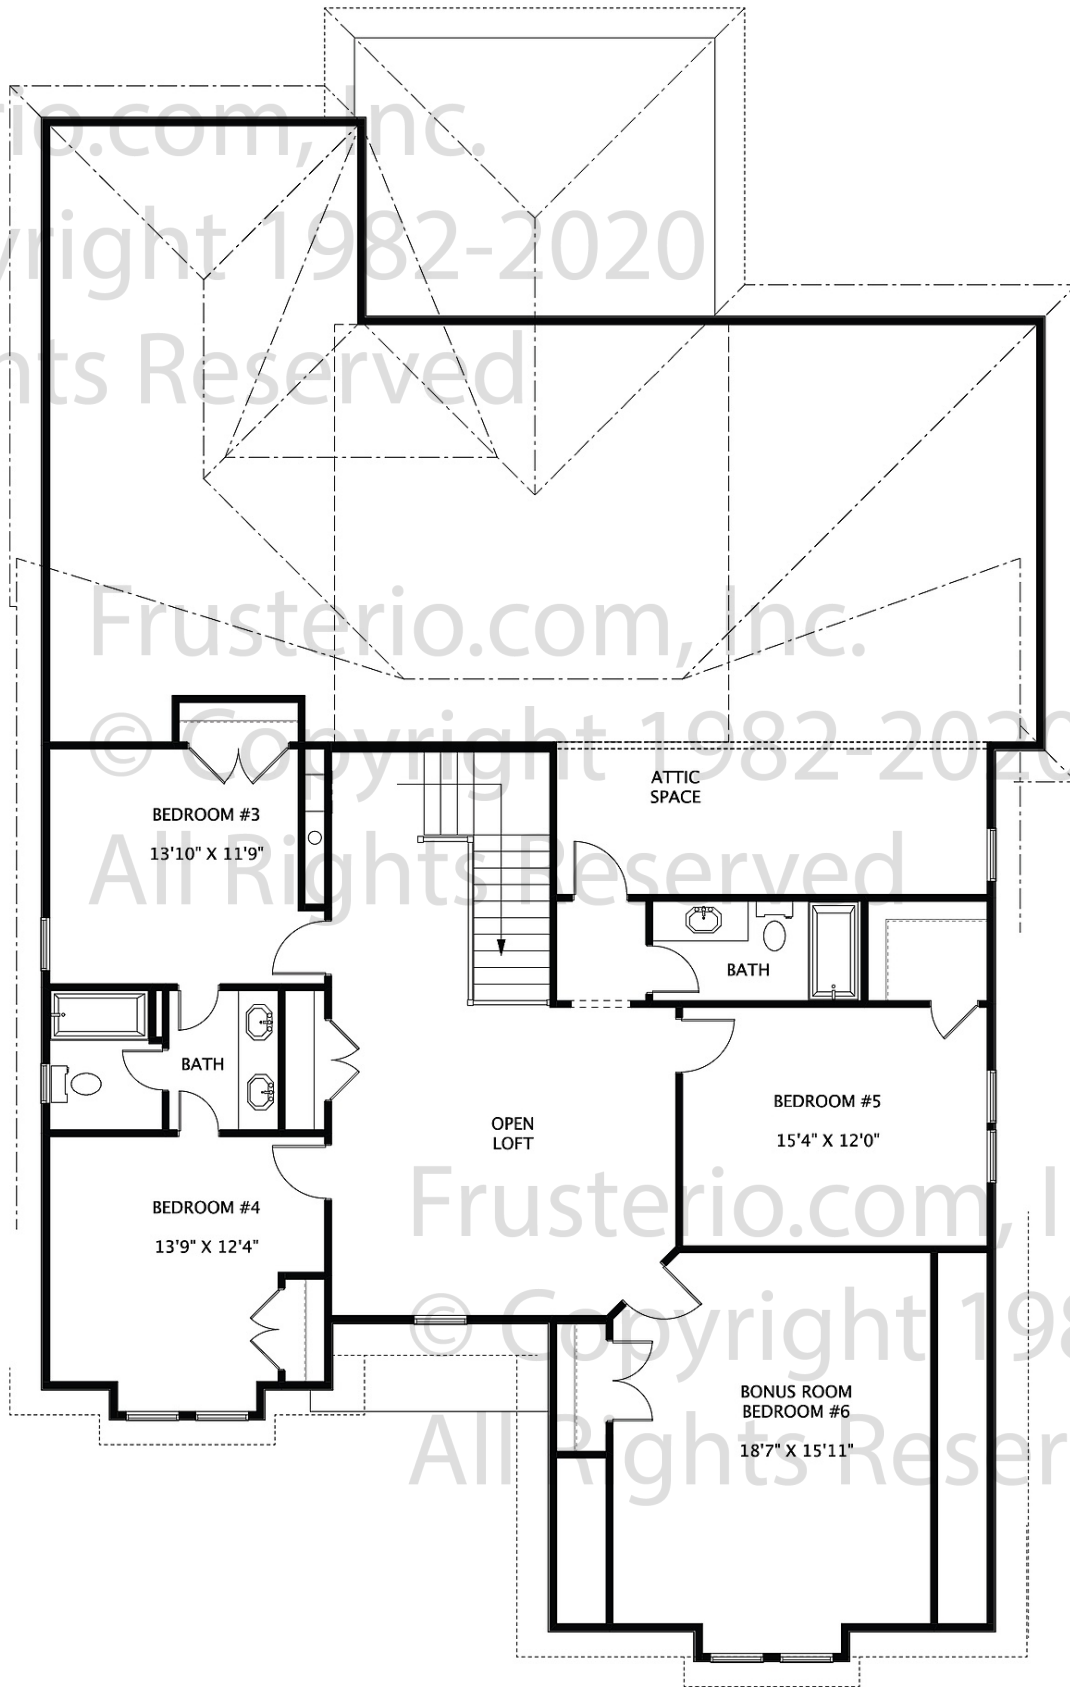 rio.com, Inc.
yright 1982-2020
hts Reserved
Frusterio.com, Inc.
© Copyright 1982-2020
All Rights Reserved
ATTIC
SPACE
BEDROOM #3
13'10" X 11'9"
BATH
BATH
BEDROOM #5
15'4" X 12'0"
OPEN
LOFT
BEDROOM #4
13'9" X 12'4"
Frusterio.com, I
© Copyright 198
All Rights Reser
BONUS ROOM
BEDROOM #6
18'7" X 15'11"